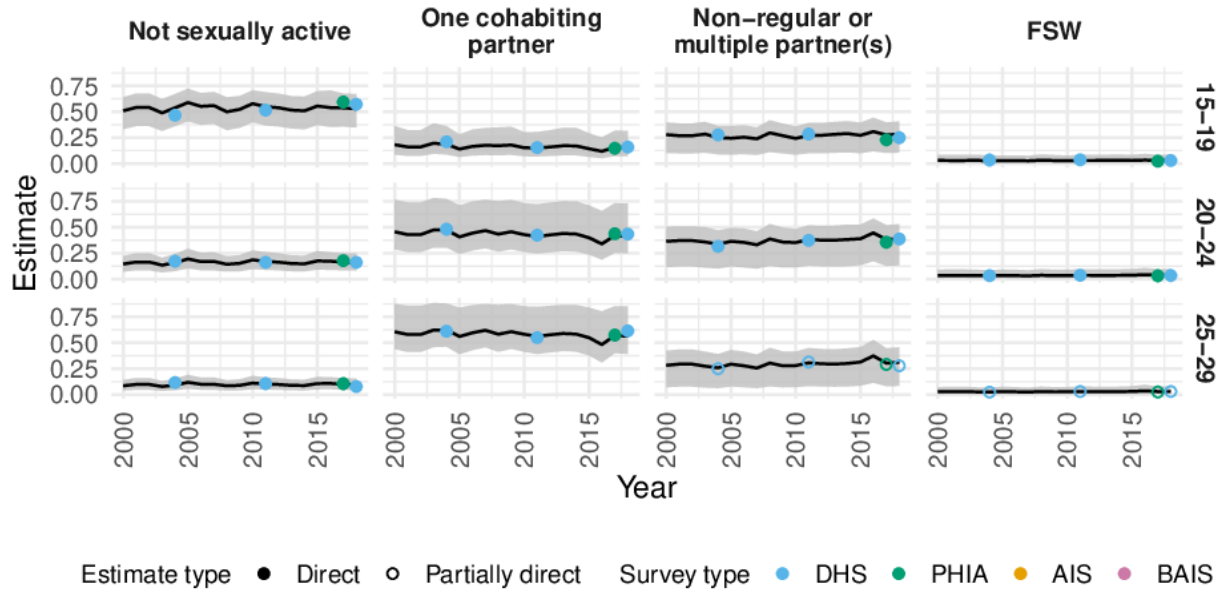 Not sexually active
One cohabiting
partner
Non−regular or
multiple partner(s)
FSW
0.75
0.50
0.25
0.00
15−19
0.75
0.50
0.25
0.00
20−24
0.75
0.50
0.25
0.00
25−29
Estimate
2000 2005 2010 2015 2000 2005 2010 2015 2000 2005 2010 2015 2000 2005 2010 2015
Year
Estimate type Direct Partially direct Survey type DHS PHIA AIS BAIS